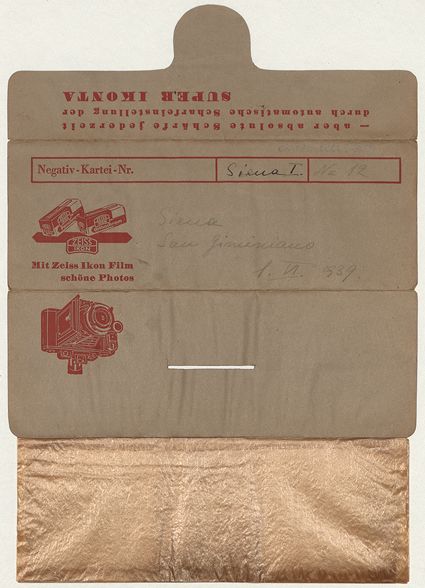 — aber absolute Schärfe jederzeit
durch automatische Scharfeinstellung der
SUPER IKONTA
Negativ-Kartei-Nr.
Siena I.
No 12
ZEISS
IKON
Mit Zeiss Ikon Film
schöne Photos
Siena
San Gimignano
1. VI. 939.